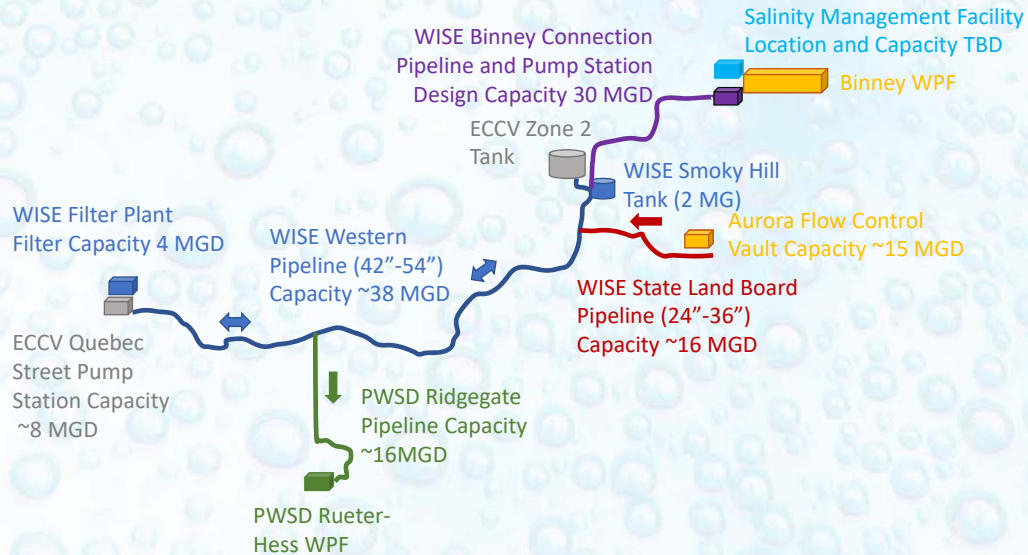 Salinity Management Facility
Location and Capacity TBD
WISE Binney Connection
Pipeline and Pump Station
Design Capacity 30 MGD
Binney WPF
ECCV Zone 2
Tank
WISE Smoky Hill
Tank (2 MG)
WISE Filter Plant
Filter Capacity 4 MGD
WISE Western
Pipeline (42”-54”)
Capacity ~38 MGD
Aurora Flow Control
Vault Capacity ~15 MGD
WISE State Land Board
Pipeline (24”-36”)
Capacity ~16 MGD
ECCV Quebec
Street Pump
Station Capacity
~8 MGD
PWSD Ridgegate
Pipeline Capacity
~16MGD
PWSD Rueter-
Hess WPF